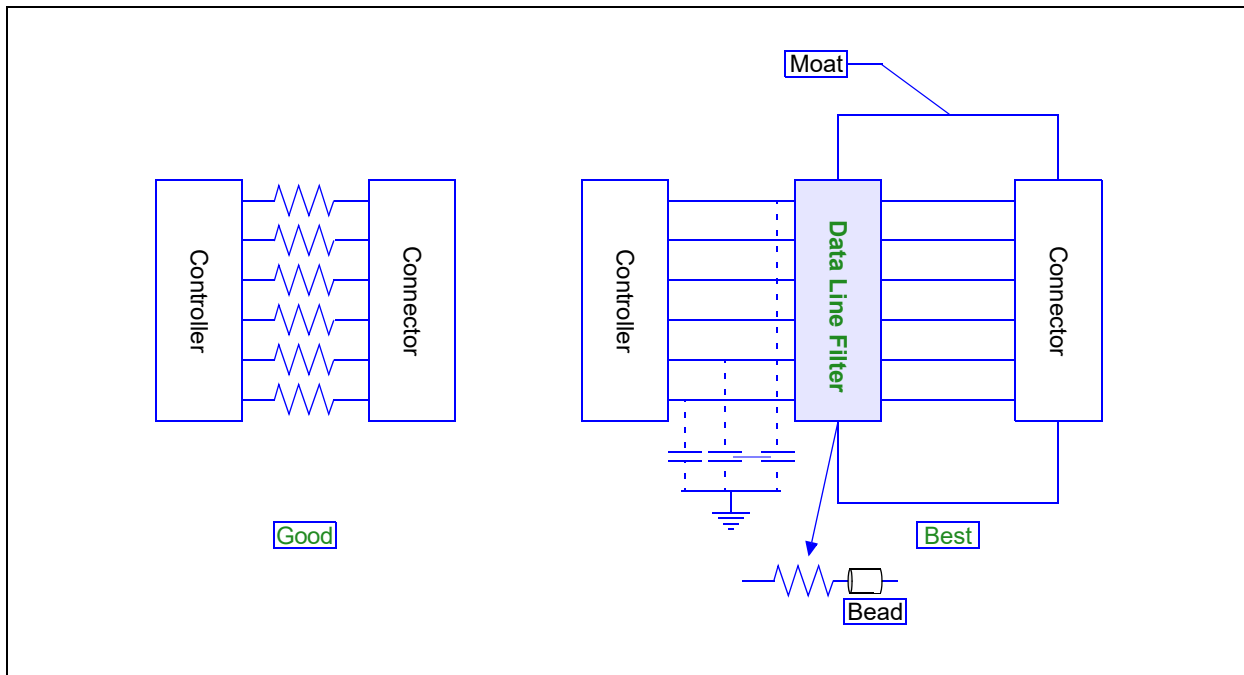 Moat
Controller
Connector
Controller
Data Line Filter
Connector
Good
Best
Bead